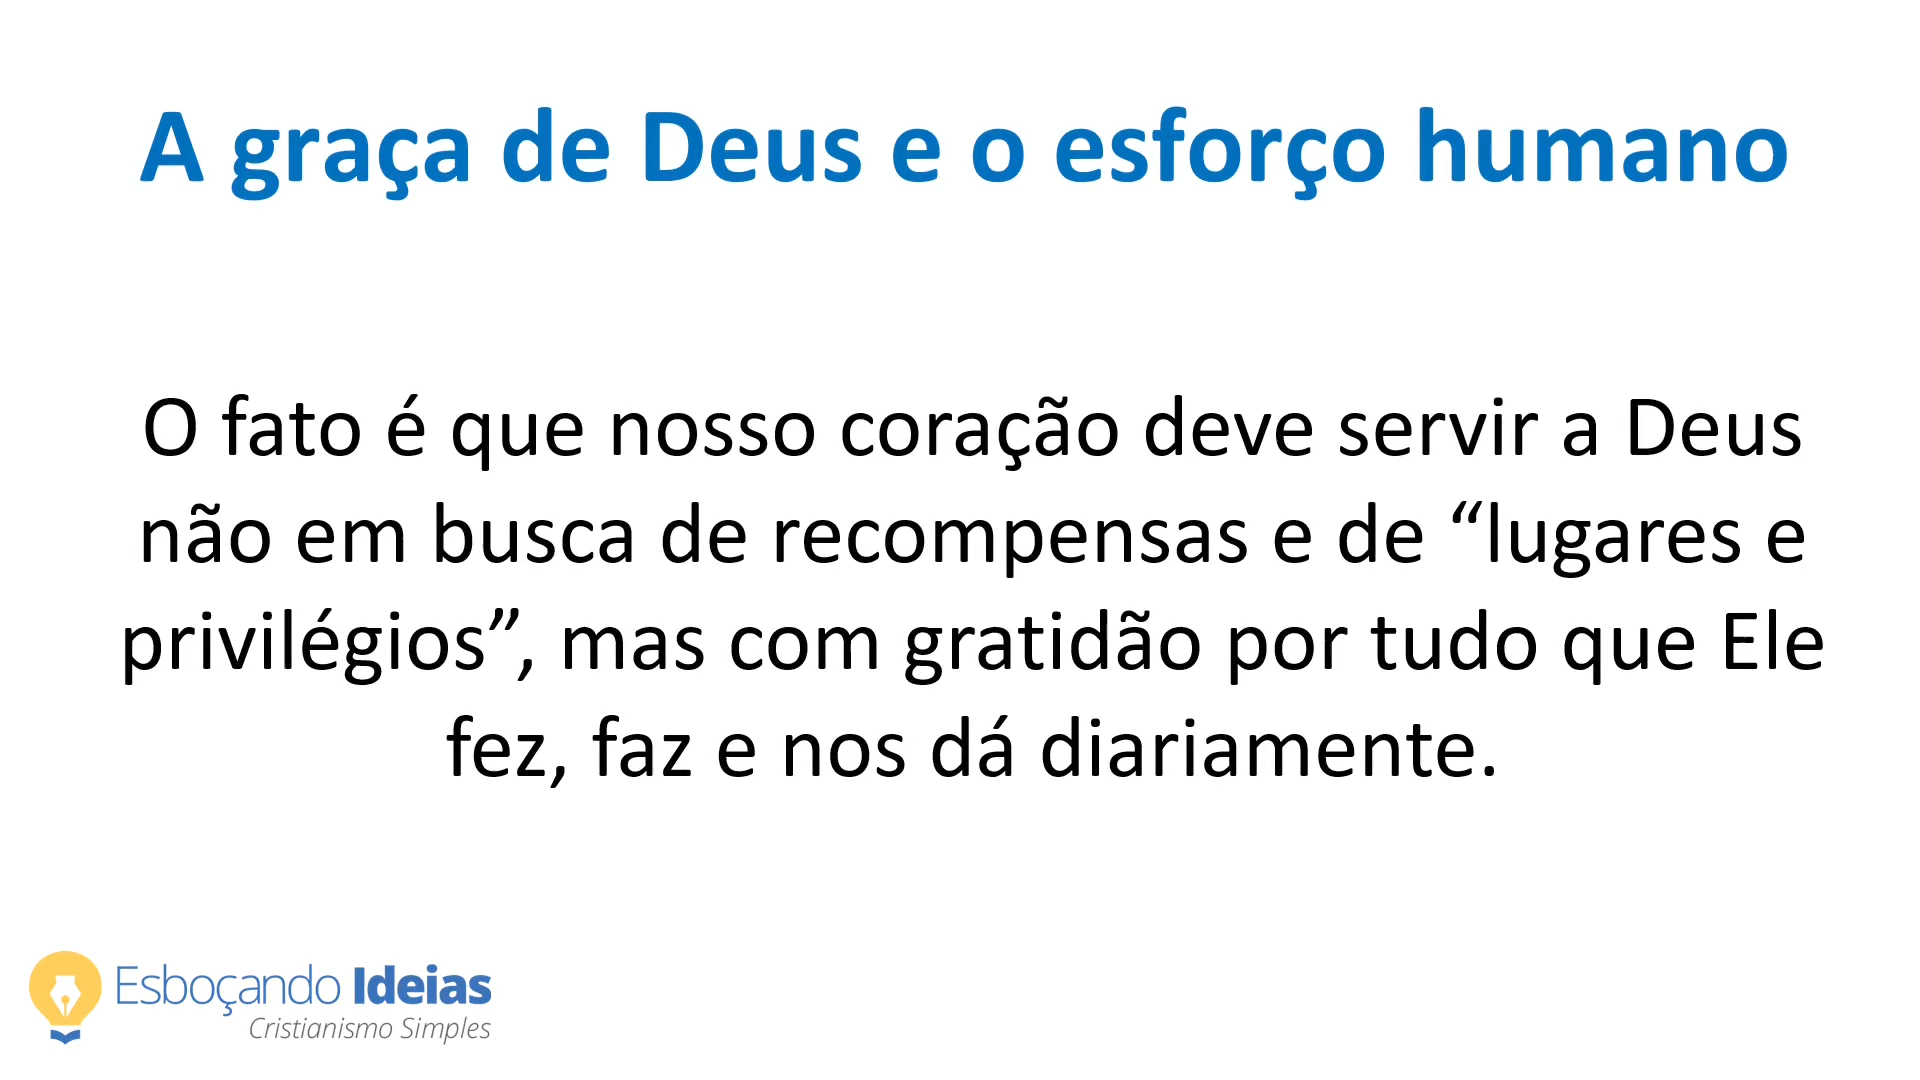 A graça de Deus e o esforço humano
O fato é que nosso coração deve servir a Deus
não em busca de recompensas e de “lugares e
privilégios”, mas com gratidão por tudo que Ele
fez, faz e nos dá diariamente.
Esboçando Ideias
Cristianismo Simples